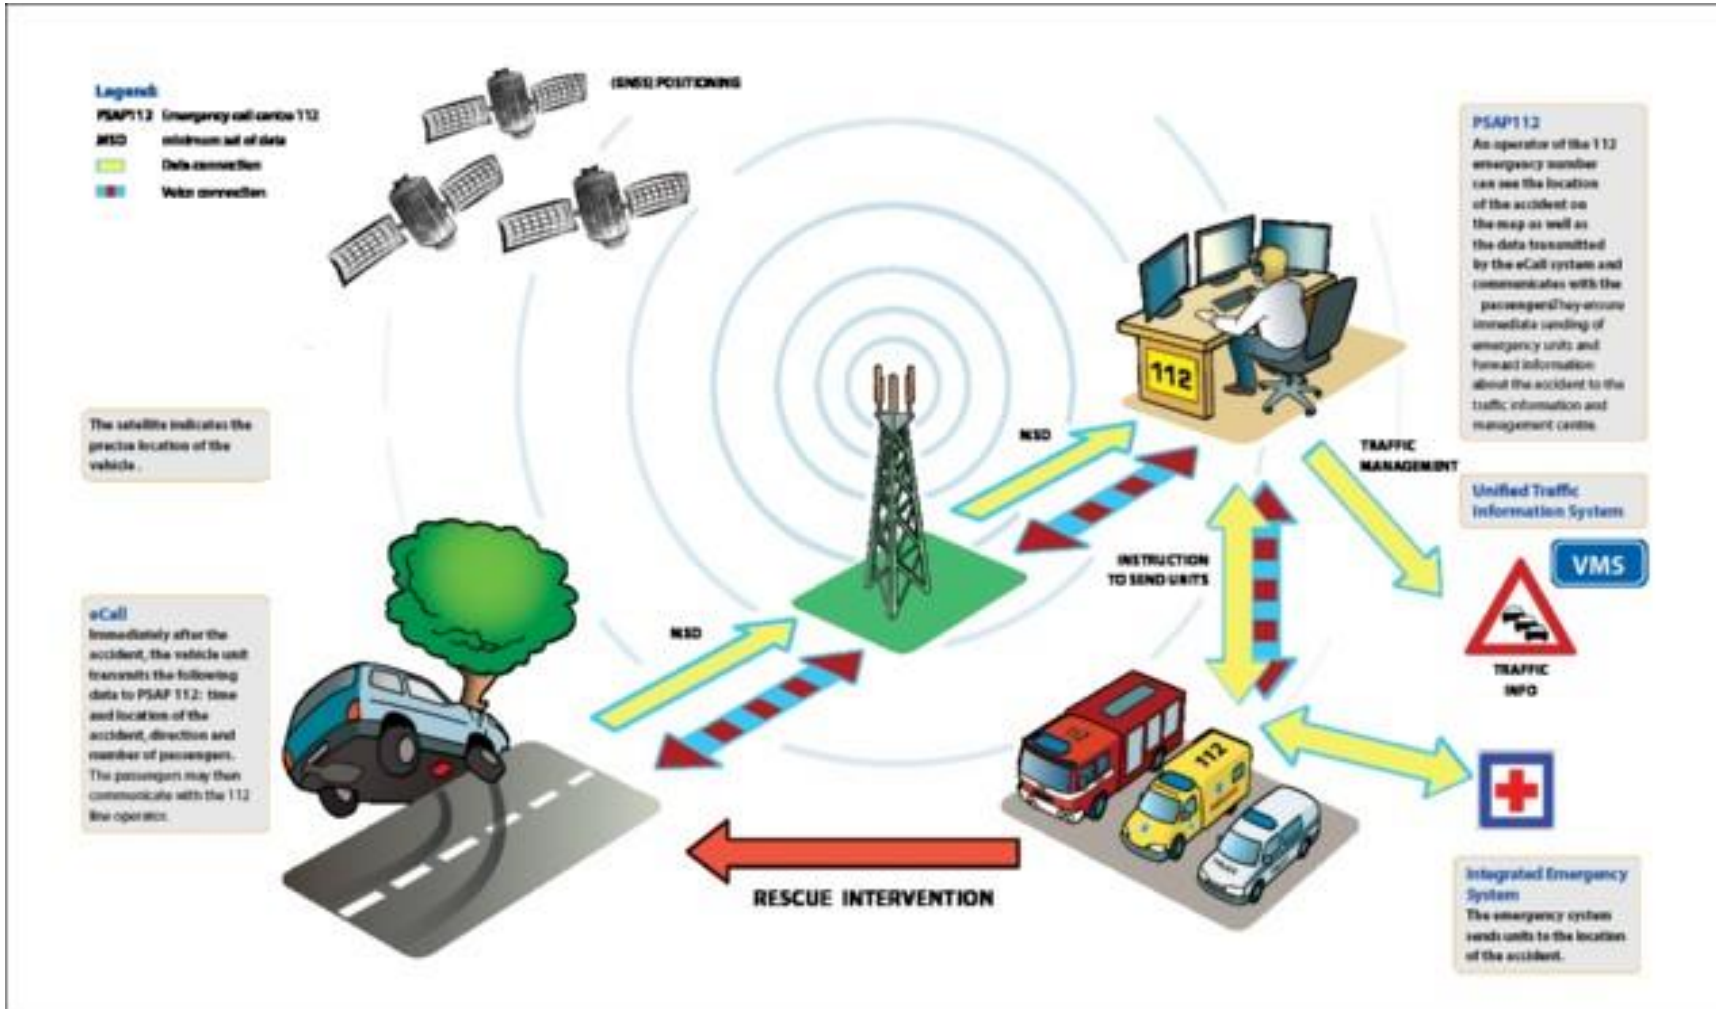 Legend:
PSAP112 Emergency call centre 112
MSD minimum set of data
Data connection
Voice connection
(GNSS) POSITIONING
PSAP112
An operator of the 112
emergency number
can see the location
of the accident on
the map as well as
the data transmitted
by the eCall system and
communicates with the
passengersThey ensure
immediate sending of
emergency units and
forward information
about the accident to the
traffic information and
management centre.
112
The satellite indicates the
precise location of the
vehicle .
MSD
TRAFFIC
MANAGEMENT
Unified Traffic
Information System
VMS
INSTRUCTION
TO SEND UNITS
eCall
Immediately after the
accident, the vehicle unit
transmits the following
data to PSAP 112: time
and location of the
accident, direction and
number of passengers.
The passengers may then
communicate with the 112
line operator.
MSD
TRAFFIC
INFO
112
POLICE
RESCUE INTERVENTION
Integrated Emergency
System
The emergency system
sends units to the location
of the accident.